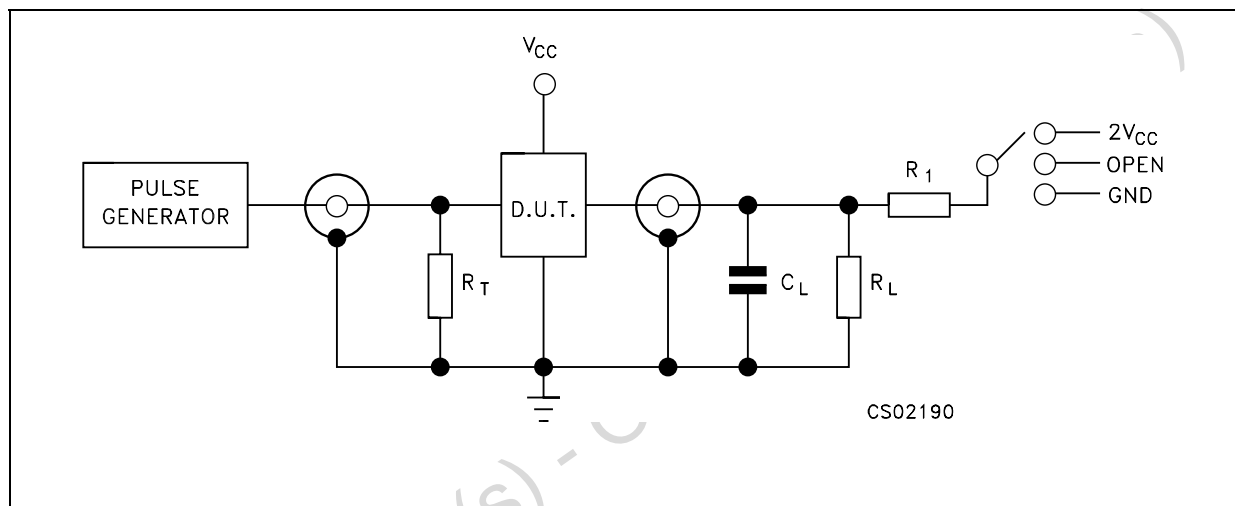 VCC
2VCC
OPEN
GND
R1
PULSE
GENERATOR
D.U.T.
RT
CL
RL
CS02190
(s) -